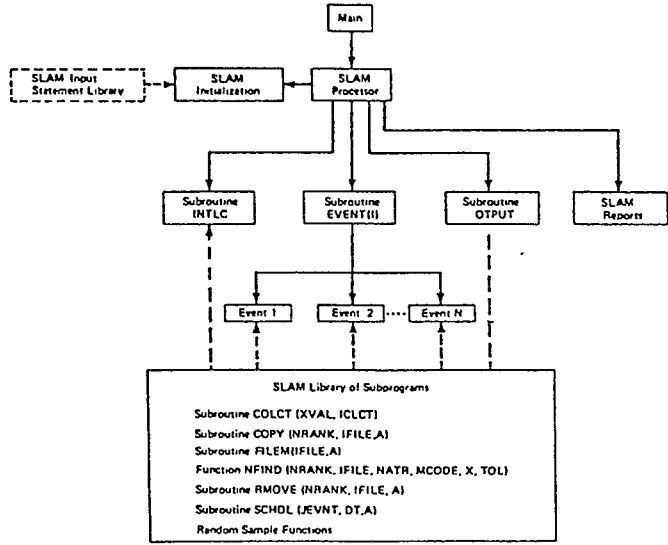 Main
SLAM Input
Statement Library
SLAM
Initialization
SLAM
Processor
Subroutine
INTLC
Subroutine
EVENT(I)
Subroutine
OTPUT
SLAM
Reports
Event 1
Event 2
Event N
SLAM Library of Suborograms
Subroutine COLCT (XVAL, ICLCT)
Subroutine COPY (NRANK, IFILE,A)
Subroutine FILEM(IFILE,A)
Function NFIND (NRANK, IFILE, NATR, MCODE, X, TOL)
Subroutine RMOVE (NRANK, IFILE, A)
Subroutine SCHDL (JEVNT, DT,A)
Random Sample Functions